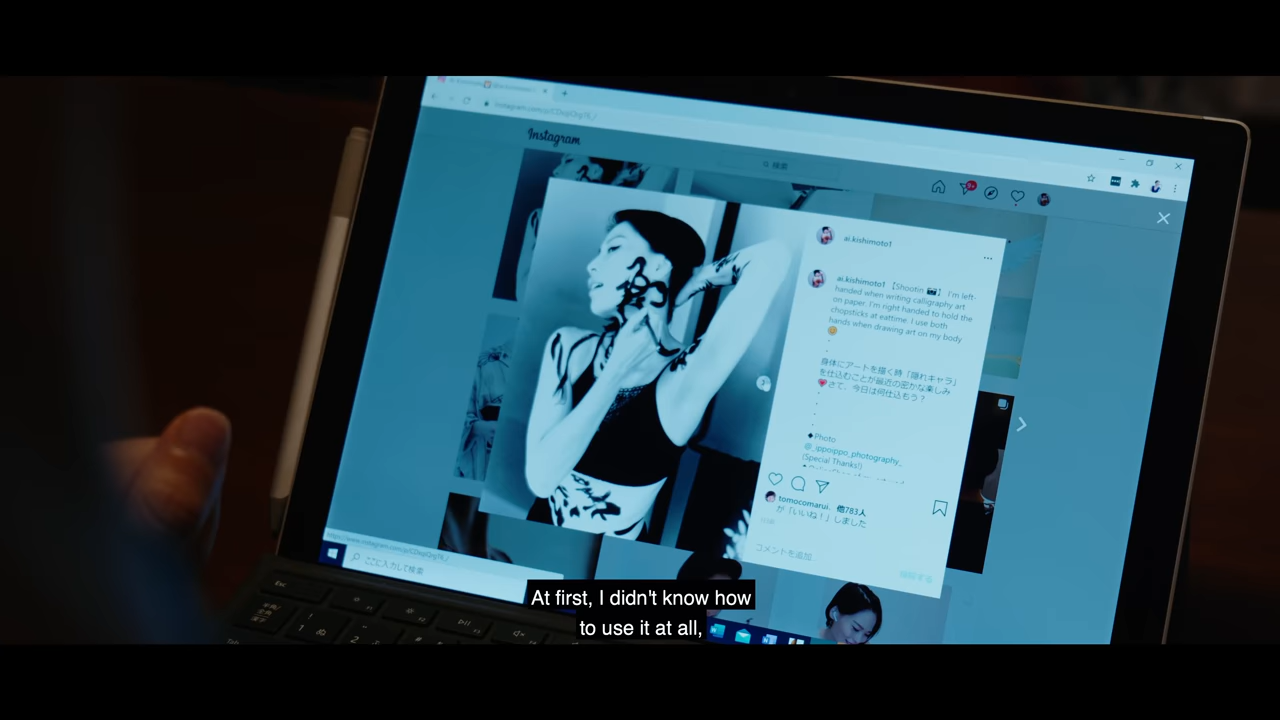 Instagram
検索
9+
ai.kishimoto1
ai.kishimoto1 【Shootin 📷】 I'm left-
handed when writing calligraphy art
on paper. I'm right handed to hold the
chopsticks at eattime. I use both
hands when drawing art on my body
身体にアートを描く時「隠れキャラ」
を仕込むことが最近の密かな楽しみ
さて、今日は何仕込もう？
◆Photo
@_ippoippo_photography_
(Special Thanks!)
tomocomarui、他783人
が「いいね！」しました
コメントを追加
ここに入力して検索
ESC
At first, I didn't know how
to use it at all,